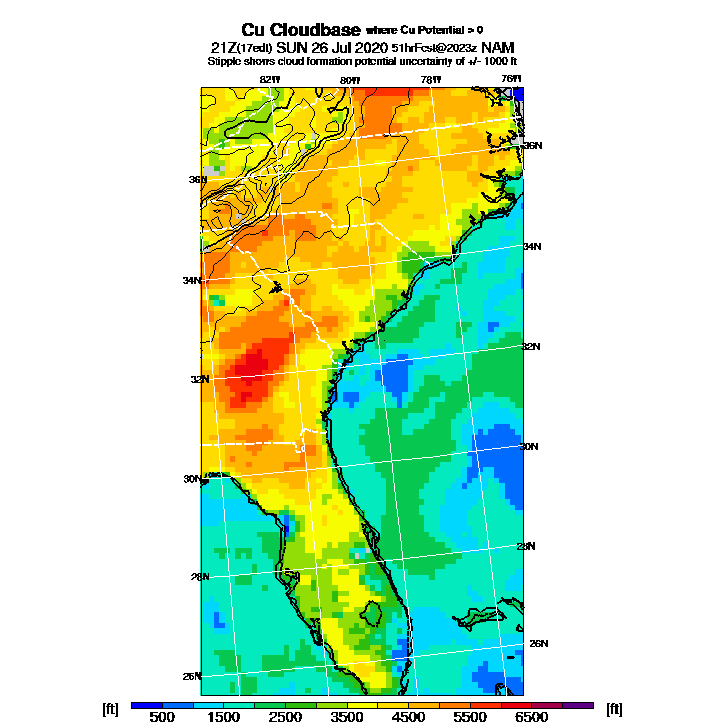 Cu Cloudbase where Cu Potential > 0
21Z(17edt) SUN 26 Jul 2020 51hrFcst@2023z NAM
Stipple shows cloud formation potential uncertainty of +/- 1000 ft
82W 80W 78W 76W
36N
36N
34N
34N
32N
32N
30N
30N
28N
28N
26N
26N
[ft] 500 1500 2500 3500 4500 5500 6500 [ft]